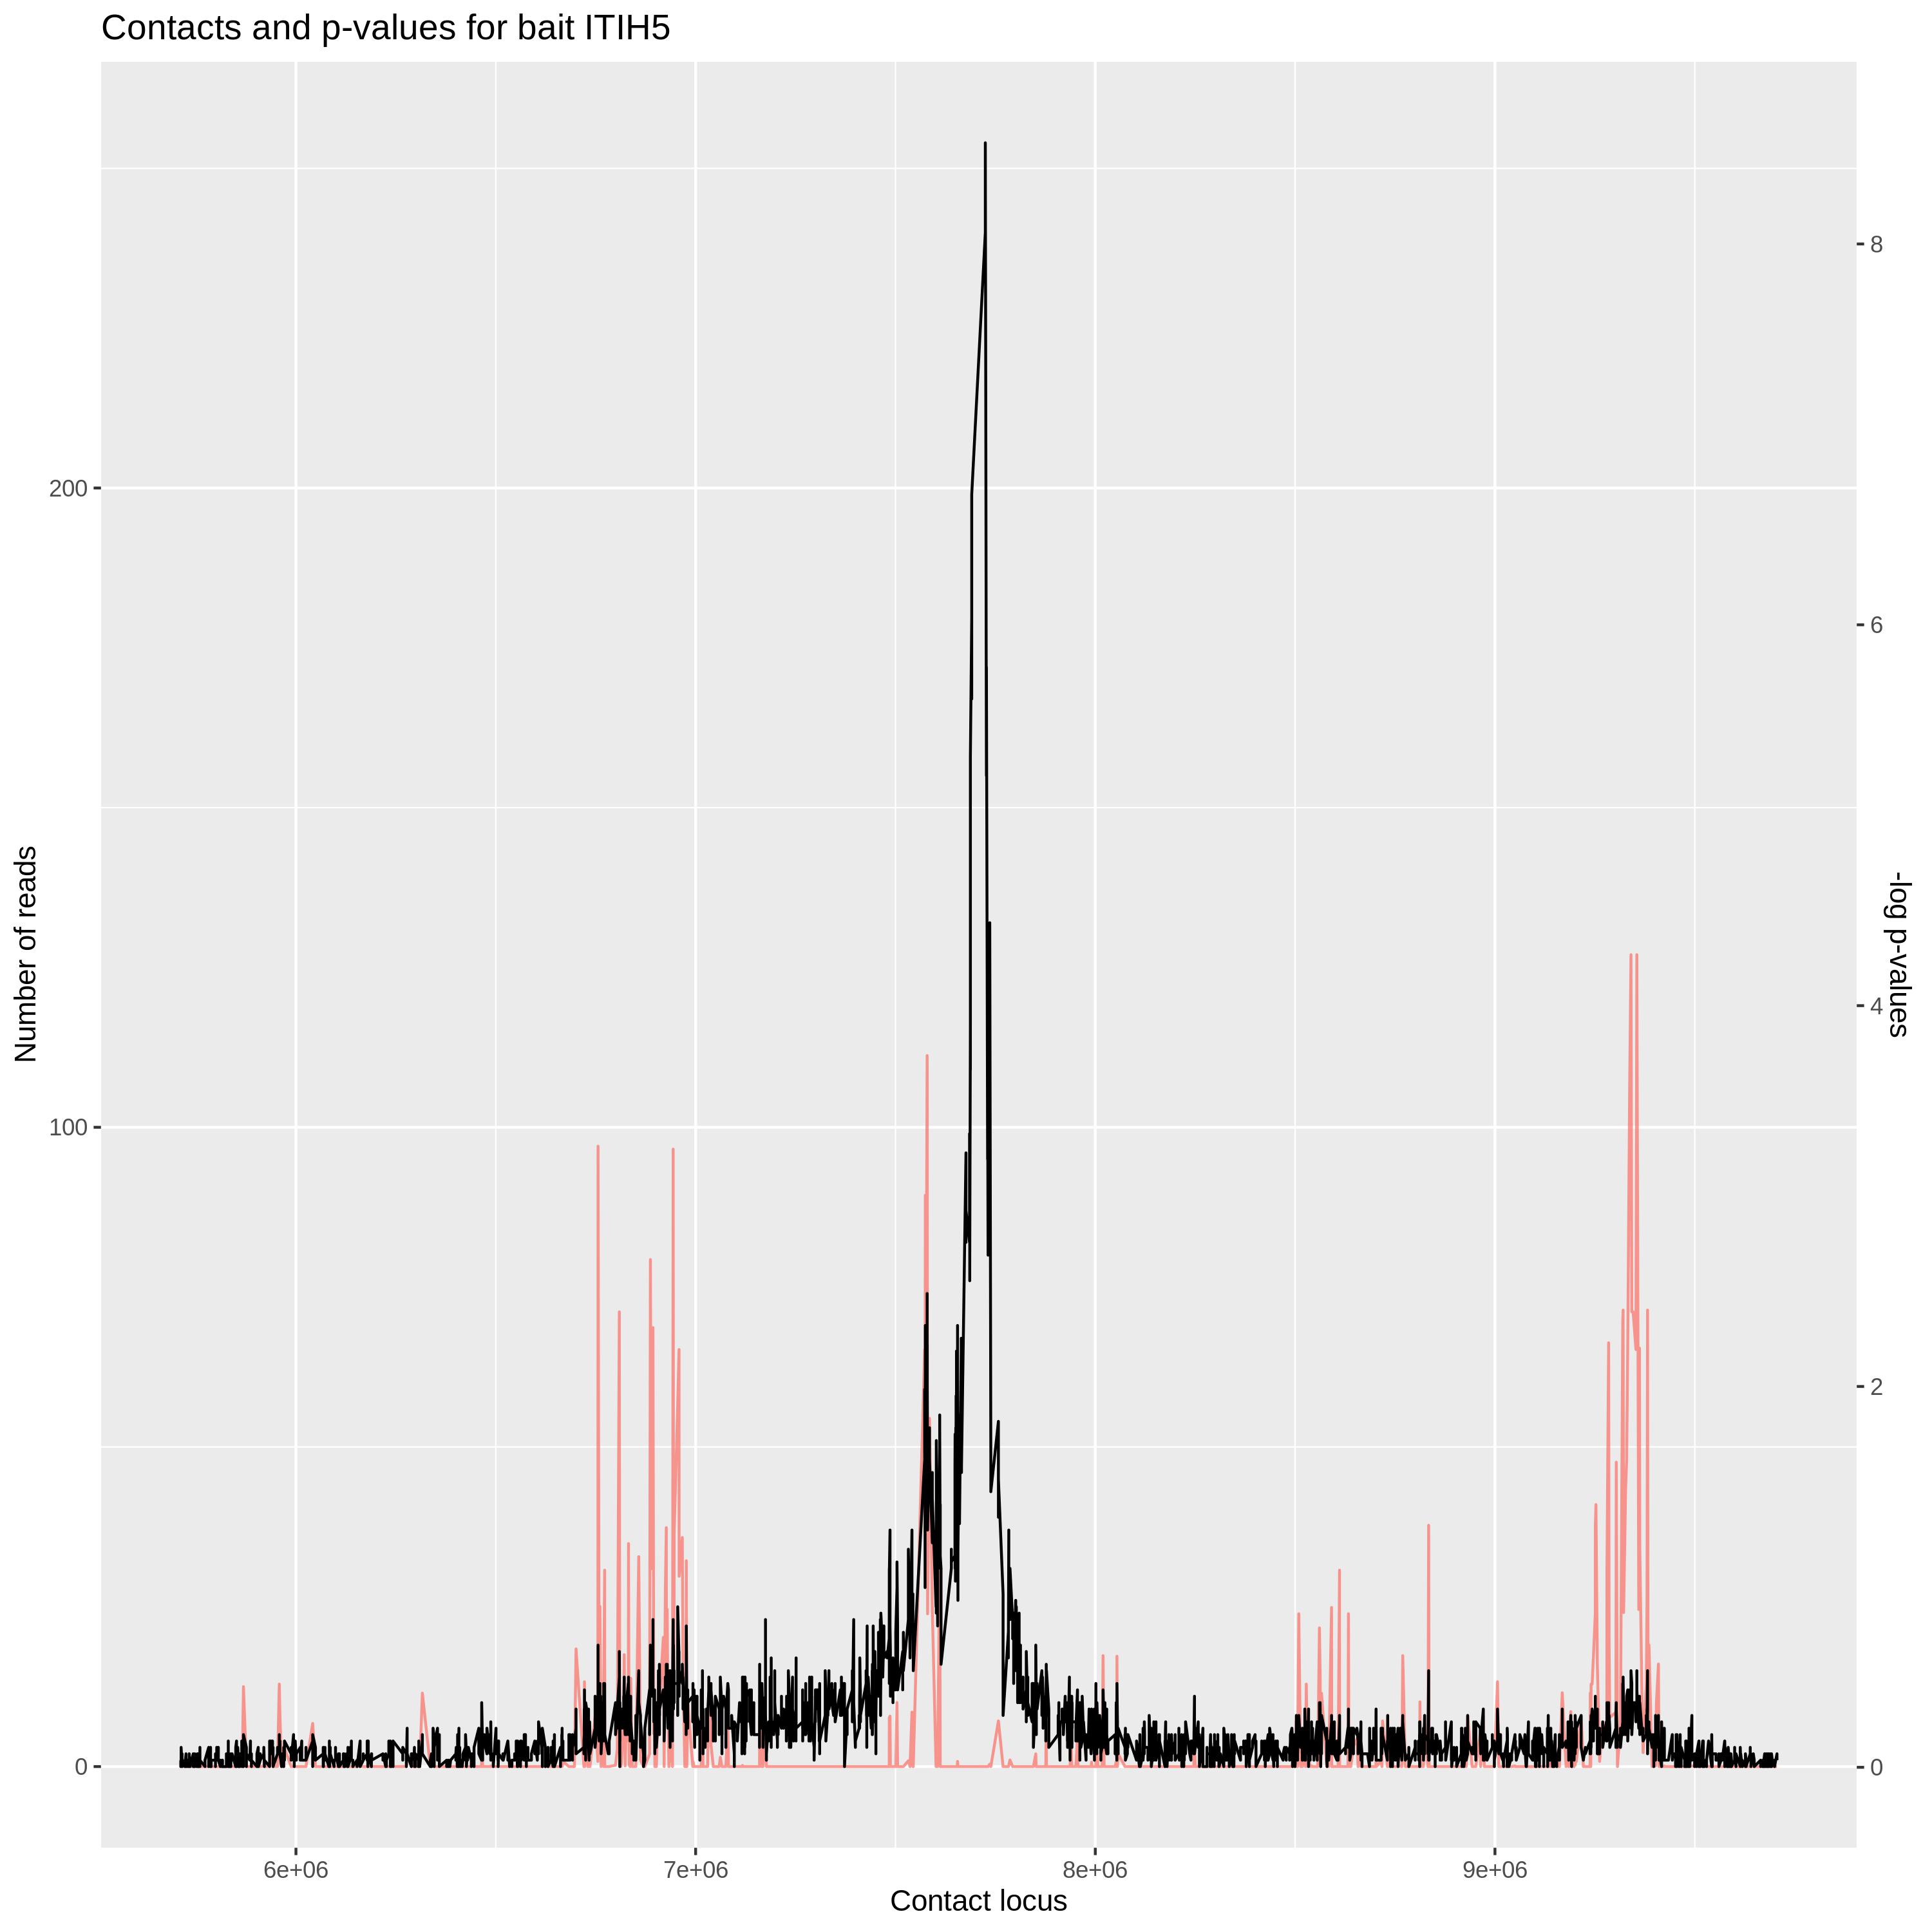 Contacts and p-values for bait ITIH5
Number of reads
200
100
0
8
6
4
2
0
-log p-values
6e+06
7e+06
8e+06
9e+06
Contact locus